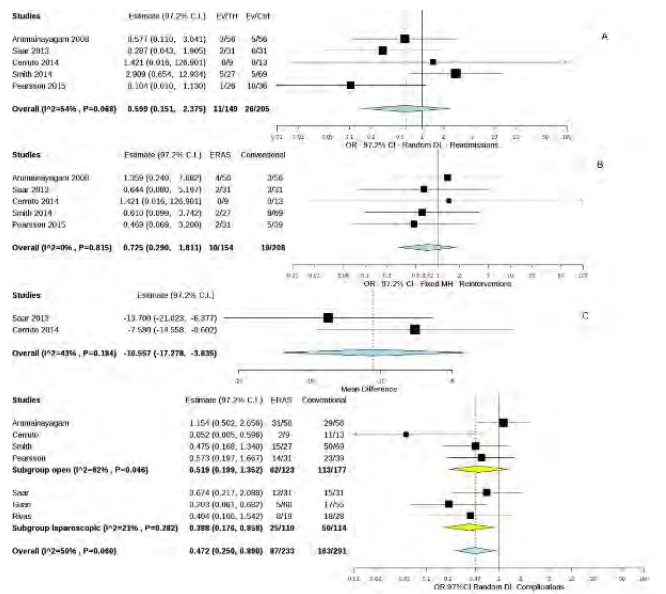 Studies Estimate (97.2% C.I.) Ev/Trt Ev/Ctrl
A
Arumainayagam 2008 0.577 (0.110, 3.041) 3/56 5/56
Saar 2013 0.287 (0.043, 1.905) 2/31 6/31
Cerruto 2014 1.421 (0.016, 126.901) 0/9 0/13
Smith 2014 2.909 (0.654, 12.934) 5/27 5/69
Pearsson 2015 0.104 (0.010, 1.130) 1/26 10/36
Overall (I^2=54% , P=0.068) 0.599 (0.151, 2.375) 11/149 26/205
OR - 97.2% CI - Random DL - Readmissions
Studies Estimate (97.2% C.I.) ERAS Conventional
B
Arumainayagam 2008 1.359 (0.240, 7.682) 4/56 3/56
Saar 2013 0.644 (0.080, 5.197) 2/31 3/31
Cerruto 2014 1.421 (0.016, 126.901) 0/9 0/13
Smith 2014 0.610 (0.099, 3.742) 2/27 8/69
Pearsson 2015 0.469 (0.069, 3.200) 2/31 5/39
Overall (I^2=0% , P=0.815) 0.725 (0.290, 1.811) 10/154 19/208
OR - 97.2% CI - Fixed MH - Reinterventions
Studies Estimate (97.2% C.I.)
C
Saar 2013 -13.700 (-21.023, -6.377)
Cerruto 2014 -7.580 (-14.558, -0.602)
Overall (I^2=43% , P=0.184) -10.557 (-17.278, -3.835)
Mean Difference
Studies Estimate (97.2% C.I.) ERAS Conventional
Arumainayagam 1.154 (0.502, 2.656) 31/56 29/56
Cerruto 0.052 (0.005, 0.598) 2/9 11/13
Smith 0.475 (0.168, 1.340) 15/27 50/69
Pearsson 0.573 (0.197, 1.667) 14/31 23/39
Subgroup open (I^2=62% , P=0.046) 0.519 (0.199, 1.352) 62/123 113/177
Saar 0.674 (0.217, 2.088) 12/31 15/31
Guan 0.203 (0.061, 0.682) 5/60 17/55
Rivas 0.404 (0.106, 1.542) 8/19 18/28
Subgroup laparoscopic (I^2=21% , P=0.282) 0.388 (0.176, 0.858) 25/110 50/114
Overall (I^2=50% , P=0.060) 0.472 (0.250, 0.890) 87/233 163/291
OR 97%CI Random DL Complications